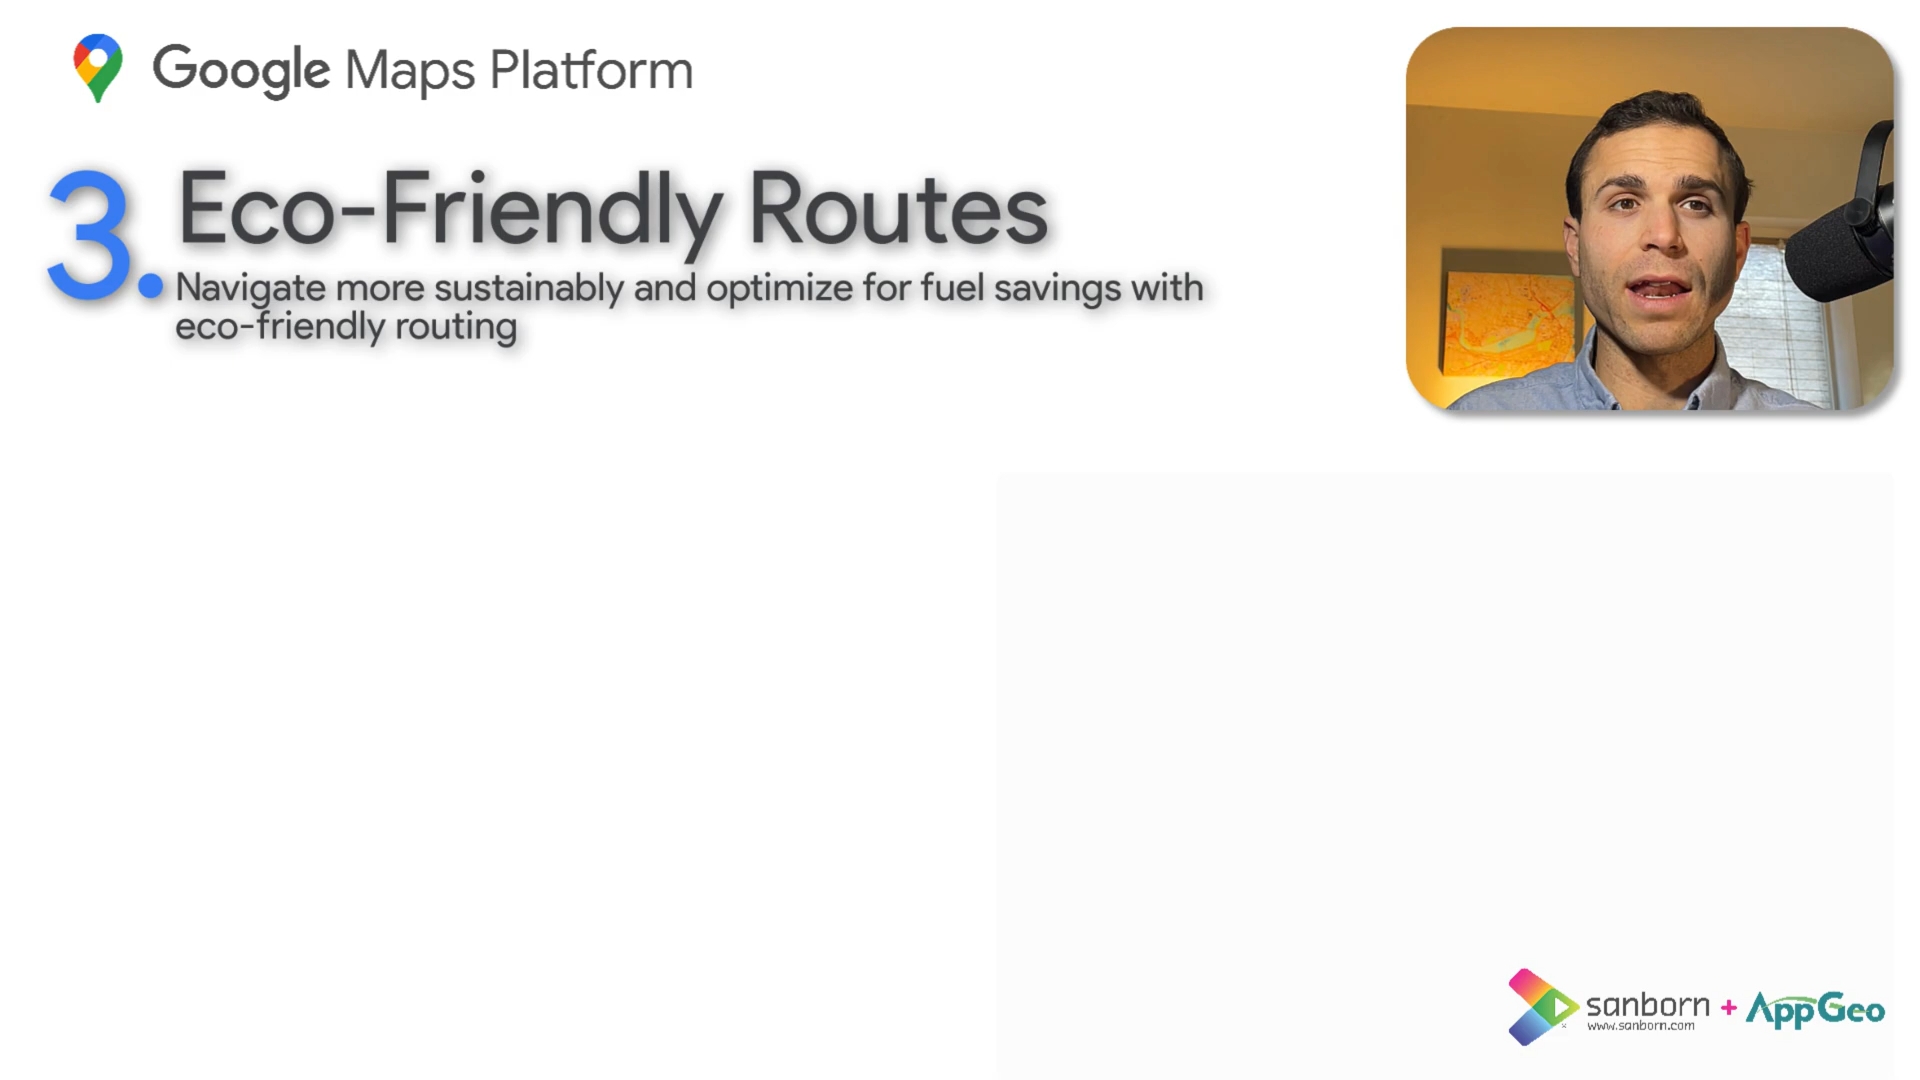 Google Maps Platform
3. Eco-Friendly Routes
Navigate more sustainably and optimize for fuel savings with
eco-friendly routing
sanborn + AppGeo
www.sanborn.com